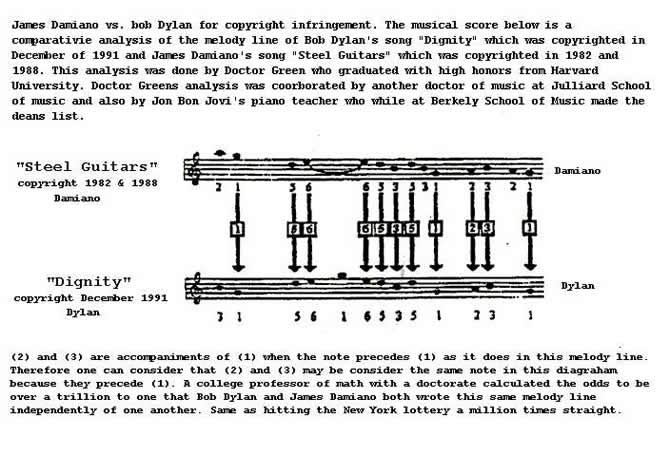 James Damiano vs. bob Dylan for copyright infringement. The musical score below is a
comparativie analysis of the melody line of Bob Dylan's song "Dignity" which was copyrighted in
December of 1991 and James Damiano's song "Steel Guitars" which was copyrighted in 1982 and
1988. This analysis was done by Doctor Green who graduated with high honors from Harvard
University. Doctor Greens analysis was coorborated by another doctor of music at Julliard School
of music and also by Jon Bon Jovi's piano teacher who while at Berkely School of Music made the
deans list.
"Steel Guitars"
copyright 1982 & 1988
Damiano
Damiano
2 1 5 6 6 5 3 5 3 1 2 3 2 1
1 5 6 6 5 3 5 1 2 3 1
"Dignity"
copyright December 1991
Dylan
Dylan
3 1 5 6 1 6 5 3 5 1 2 3 1
(2) and (3) are accompaniments of (1) when the note precedes (1) as it does in this melody line.
Therefore one can consider that (2) and (3) may be consider the same note in this diagraham
because they precede (1). A college professor of math with a doctorate calculated the odds to be
over a trillion to one that Bob Dylan and James Damiano both wrote this same melody line
independently of one another. Same as hitting the New York lottery a million times straight.